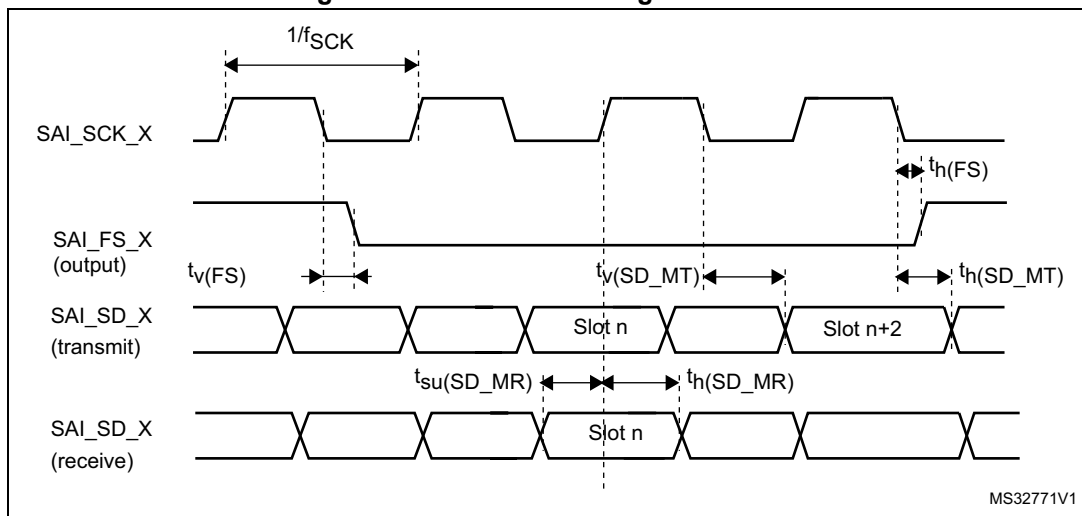 1/fSCK
SAI_SCK_X
th(FS)
SAI_FS_X
(output)
tv(FS)
tv(SD_MT)
th(SD_MT)
SAI_SD_X
(transmit)
Slot n
Slot n+2
tsu(SD_MR)
th(SD_MR)
SAI_SD_X
(receive)
Slot n
MS32771V1